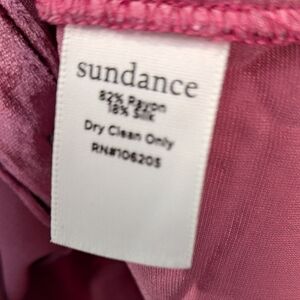 sundance
82% Rayon
18% Silk
Dry Clean Only
RN#106205